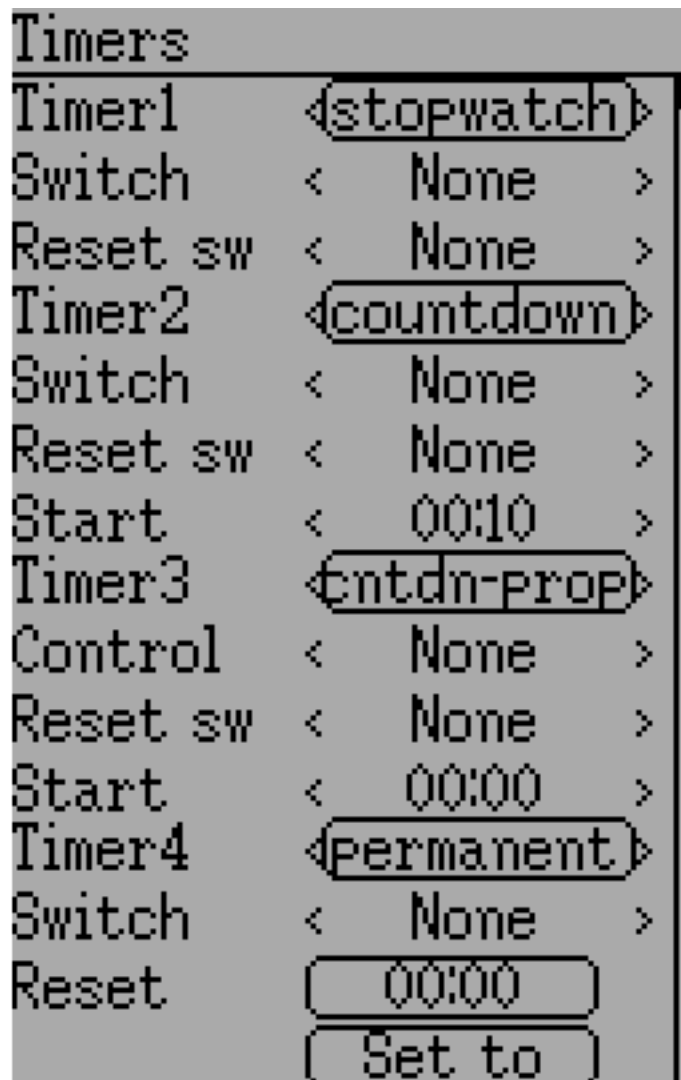 Timers
Timer1 stopwatch
Switch < None >
Reset sw < None >
Timer2 countdown
Switch < None >
Reset sw < None >
Start < 00:10 >
Timer3 cntdn-prop
Control < None >
Reset sw < None >
Start < 00:00 >
Timer4 permanent
Switch < None >
Reset 00:00
Set to